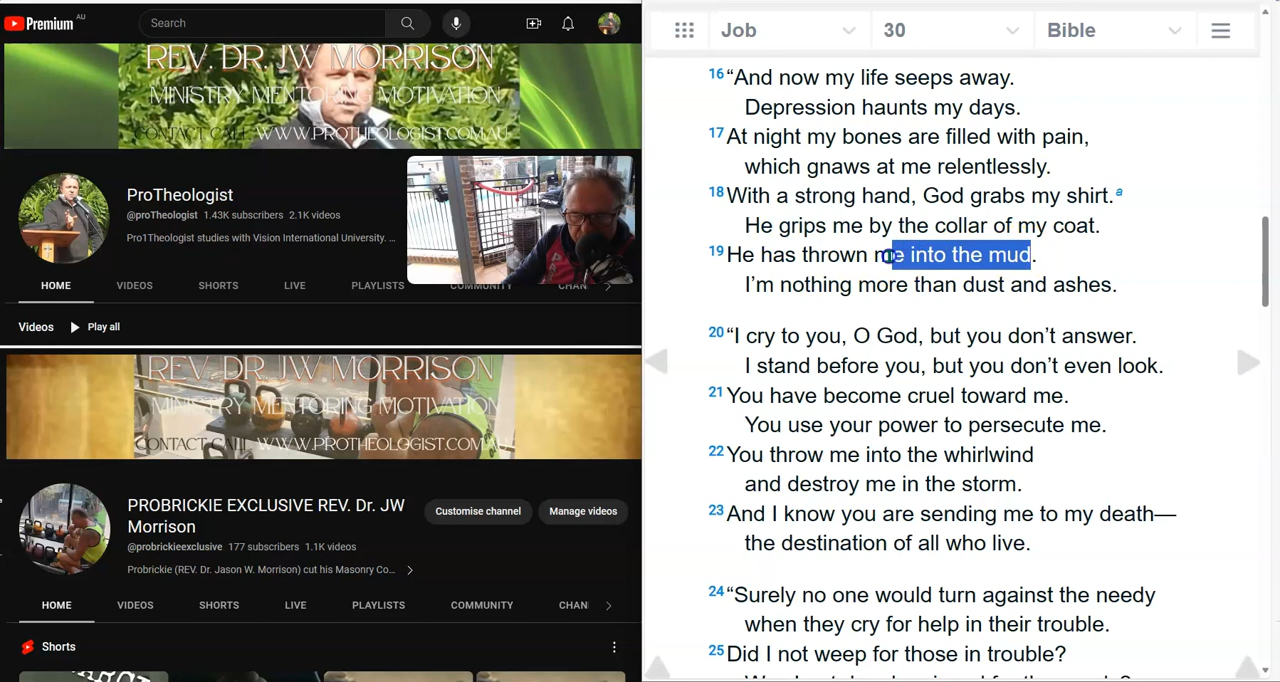 Premium AU
Search
REV. DR. JW MORRISON
MINISTRY MENTORING MOTIVATION
CONTACT CALL WWW.PROTHEOLOGIST.COM.AU
ProTheologist
@proTheologist 1.43K subscribers 2.1K videos
Pro1Theologist studies with Vision International University. ...
HOME VIDEOS SHORTS LIVE PLAYLISTS COMMUNITY CHAN
Videos Play all
REV. DR. JW MORRISON
MINISTRY MENTORING MOTIVATION
CONTACT CALL WWW.PROTHEOLOGIST.COM.AU
PROBRICKIE EXCLUSIVE REV. Dr. JW
Morrison
Customise channel
Manage videos
@probrickieexclusive 177 subscribers 1.1K videos
Probrickie (REV. Dr. Jason W. Morrison) cut his Masonry Co...
HOME VIDEOS SHORTS LIVE PLAYLISTS COMMUNITY CHAN
Shorts
Job 30 Bible
16 “And now my life seeps away.
Depression haunts my days.
17 At night my bones are filled with pain,
which gnaws at me relentlessly.
18 With a strong hand, God grabs my shirt. a
He grips me by the collar of my coat.
19 He has thrown me into the mud.
I’m nothing more than dust and ashes.
20 “I cry to you, O God, but you don’t answer.
I stand before you, but you don’t even look.
21 You have become cruel toward me.
You use your power to persecute me.
22 You throw me into the whirlwind
and destroy me in the storm.
23 And I know you are sending me to my death—
the destination of all who live.
24 “Surely no one would turn against the needy
when they cry for help in their trouble.
25 Did I not weep for those in trouble?